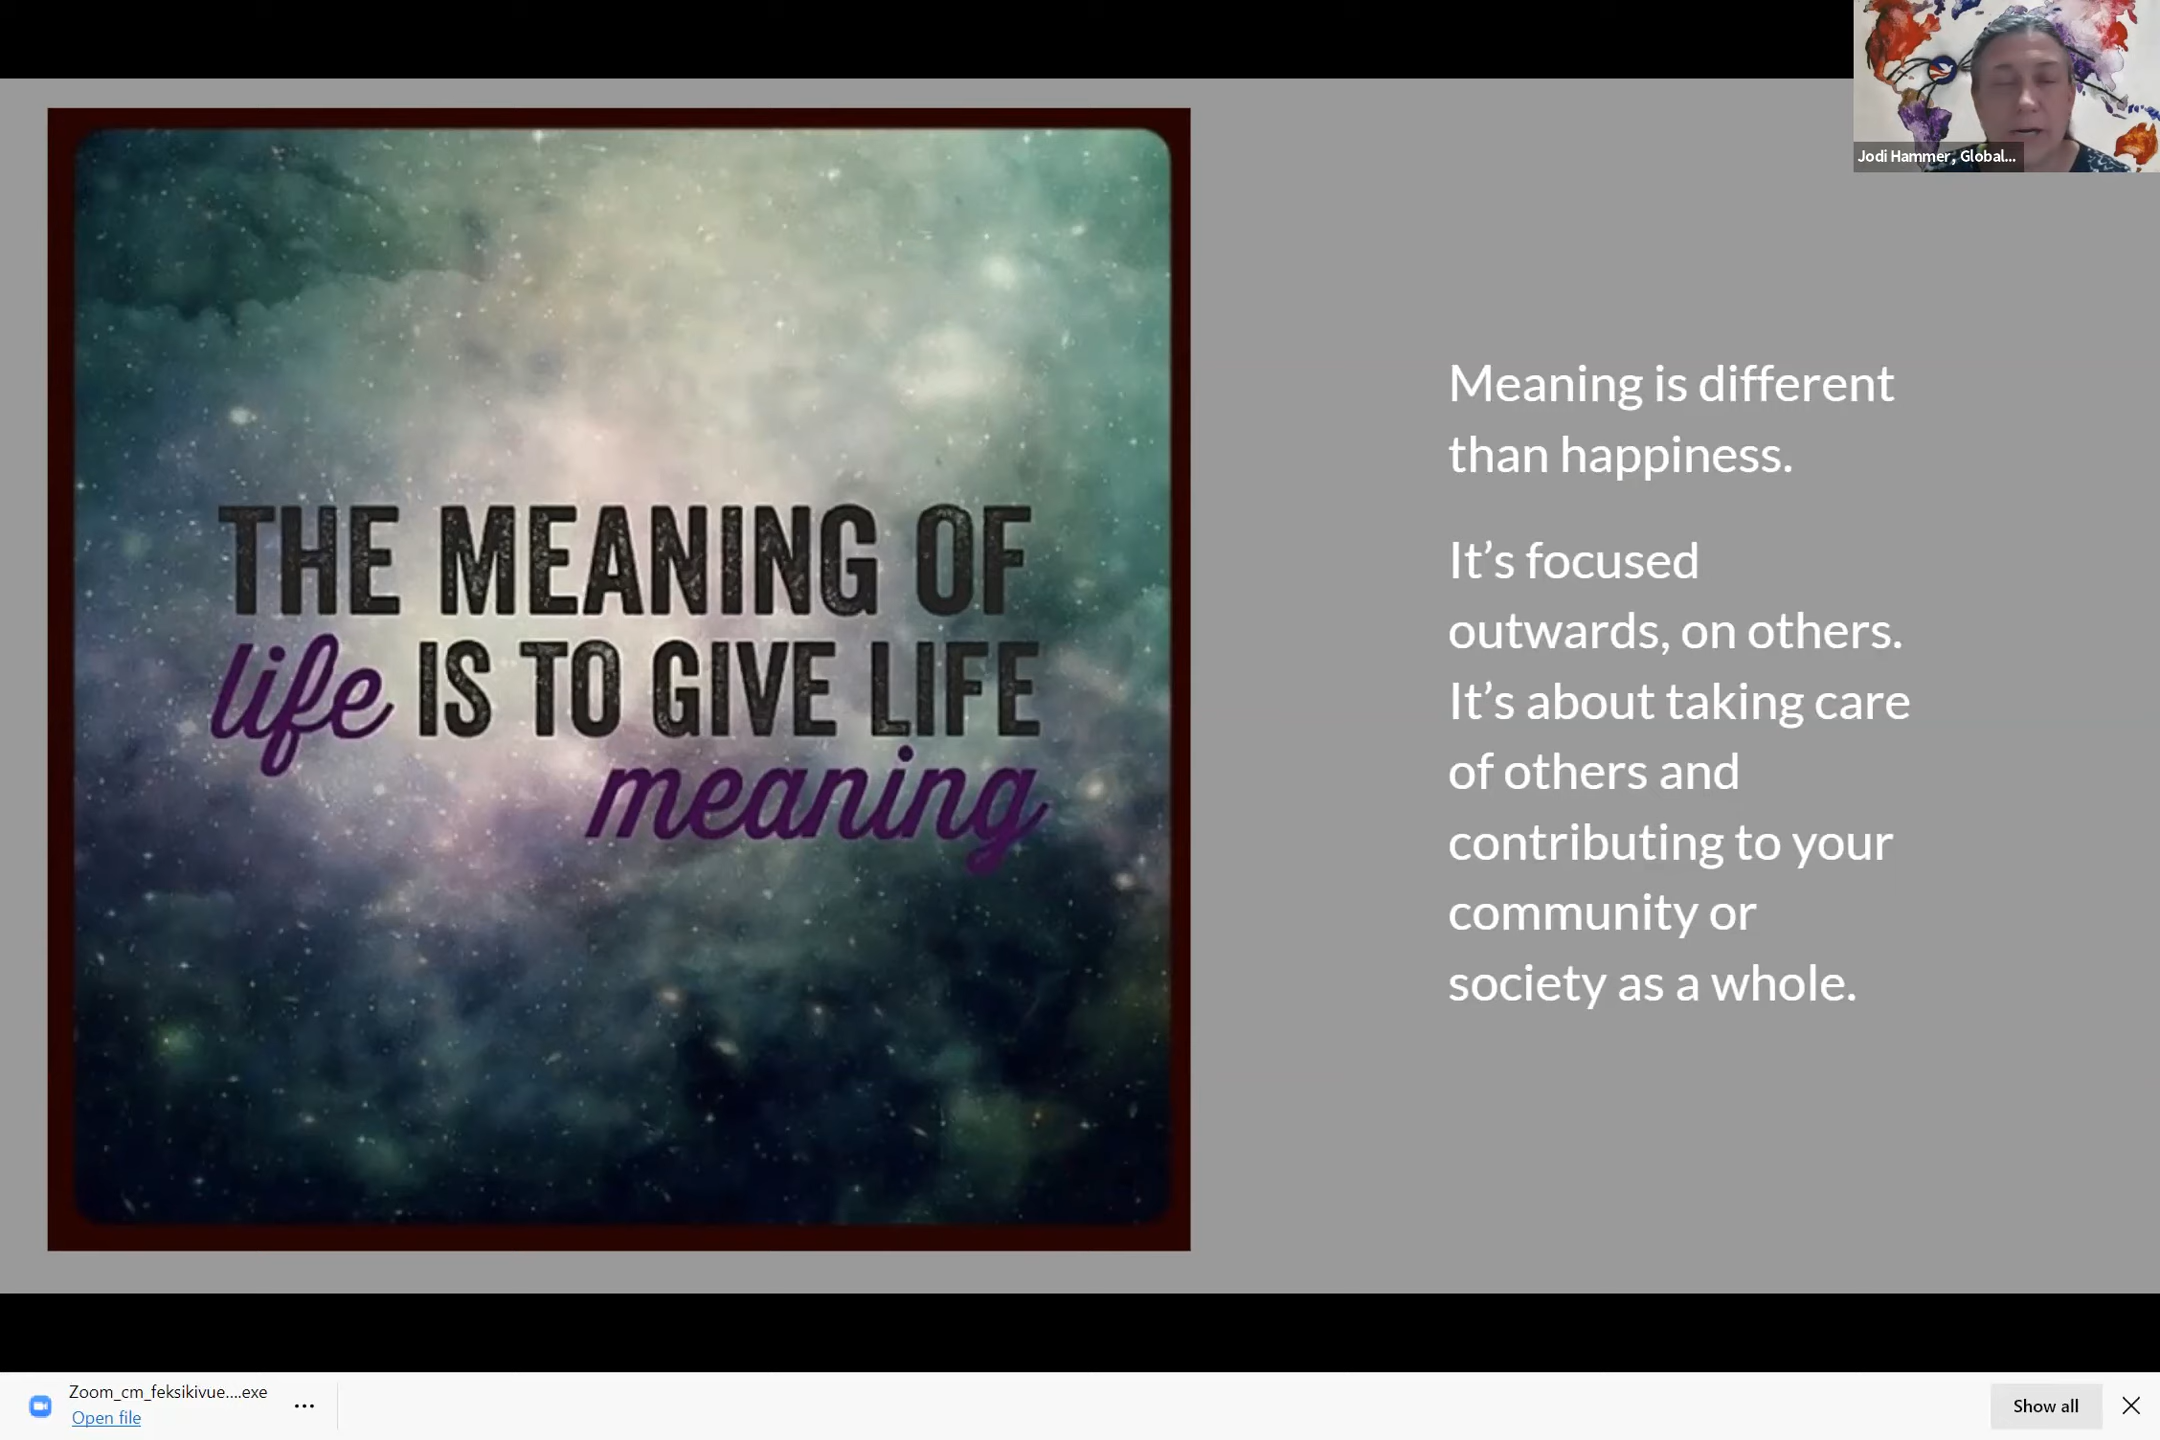 Jodi Hammer, Global...
THE MEANING OF
life IS TO GIVE LIFE
meaning
Meaning is different
than happiness.
It’s focused
outwards, on others.
It’s about taking care
of others and
contributing to your
community or
society as a whole.
Zoom_cm_feksikivue....exe
Open file
Show all